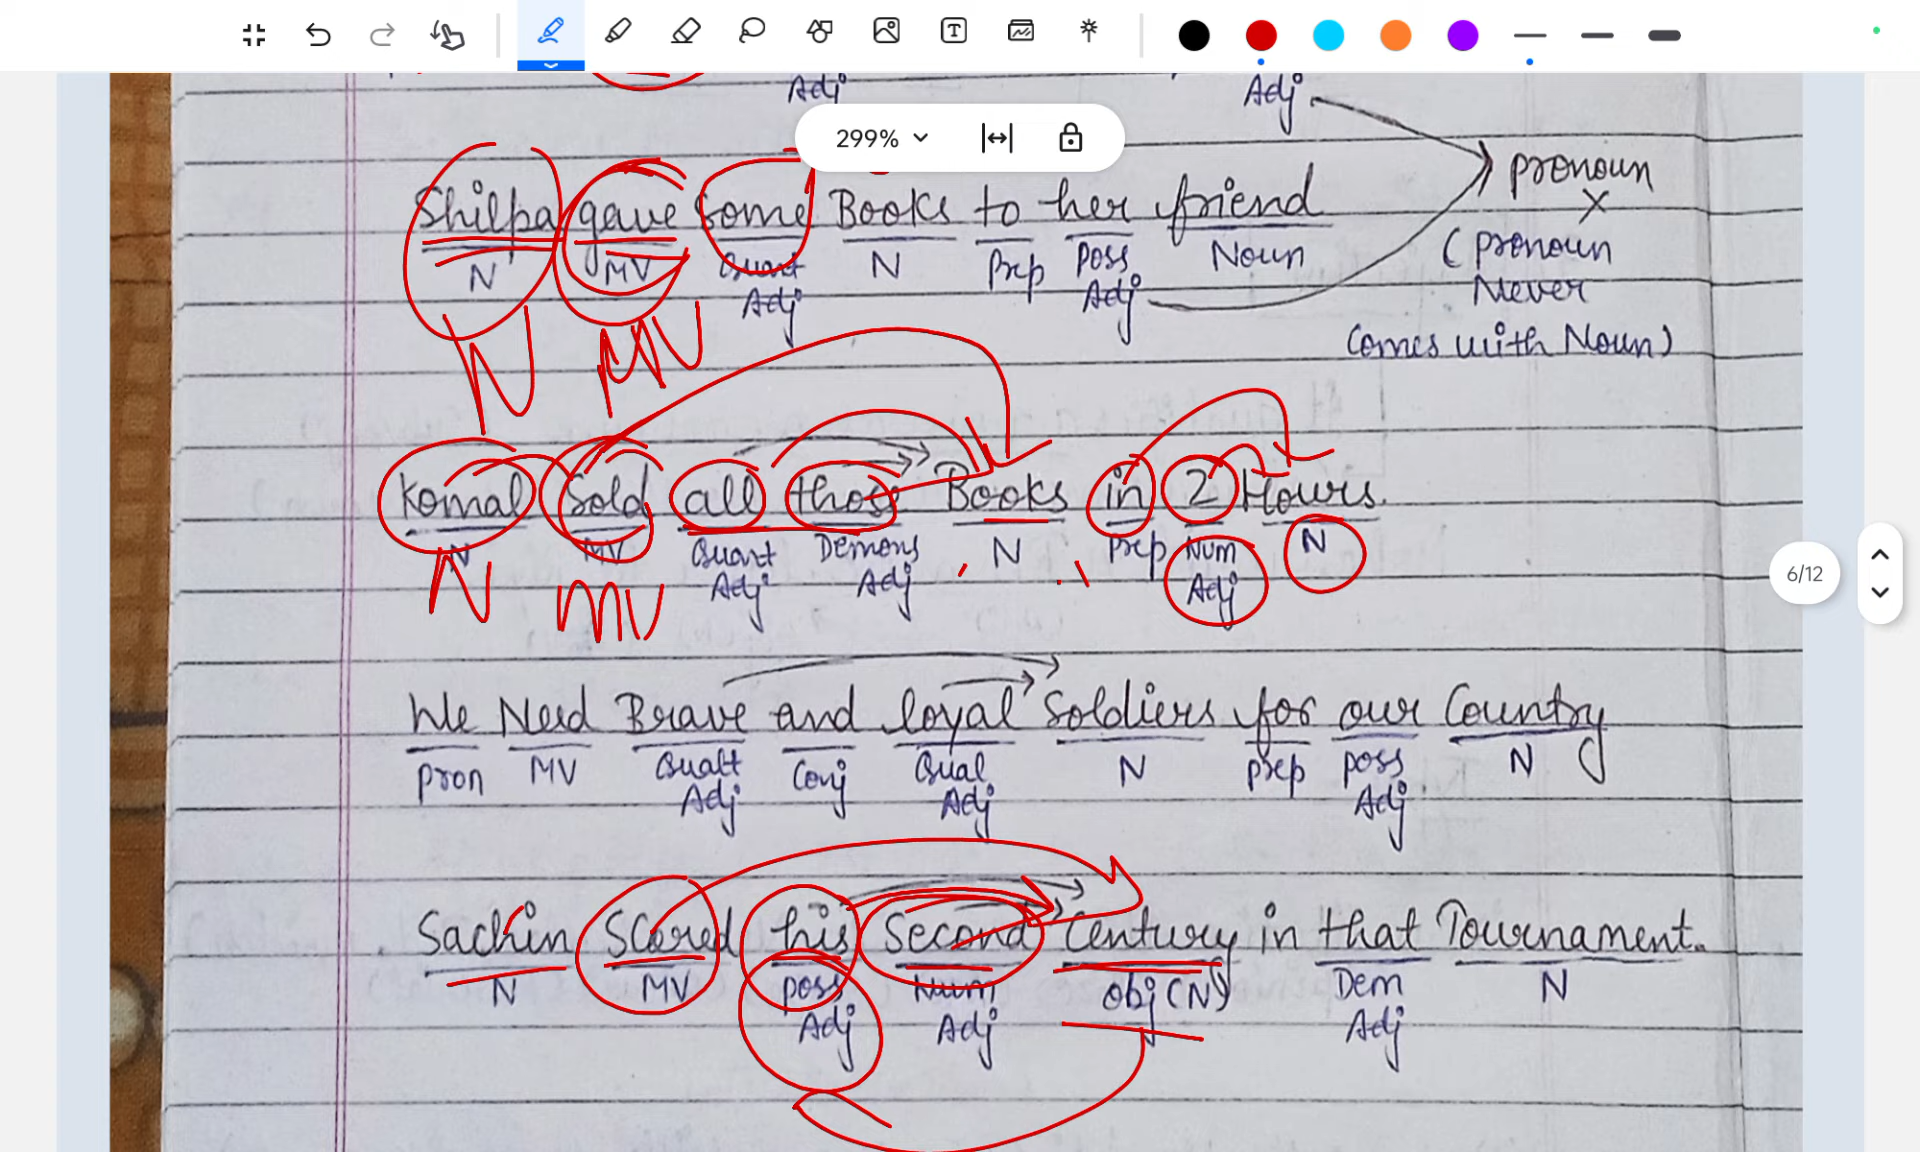 299%
Adj
Adj
Shilpa gave some Books to her friend
N MV Quant Adj N Prep Poss Adj Noun
pronoun
X
(pronoun
Never
comes with Noun)
N MV
Komal Sold all those Books in 2 Hours.
N MV Quant Adj Demons Adj N Prep Num Adj N
N MV
6/12
We Need Brave and loyal Soldiers for our Country
pron MV Qualt Adj Conj Qual Adj N prep poss Adj N
Sachin Scored his Second Century in that Tournament.
N MV poss Adj Num Adj obj (N) Dem Adj N